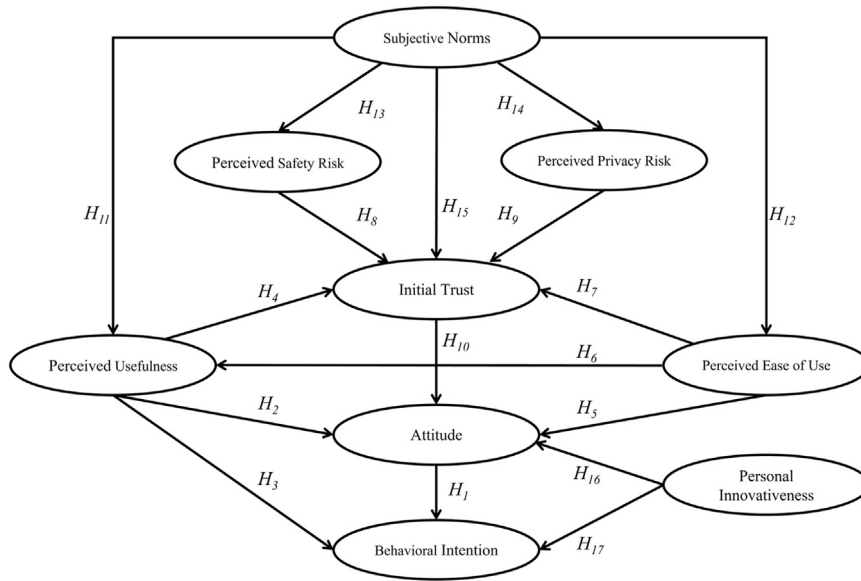 Subjective Norms
H13
H14
Perceived Safety Risk
Perceived Privacy Risk
H11
H8
H15
H9
H12
Initial Trust
H4
H7
H10
H6
Perceived Usefulness
Perceived Ease of Use
H2
H5
Attitude
H3
H1
H16
Personal
Innovativeness
H17
Behavioral Intention